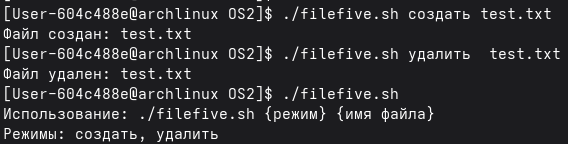 [User-604c488e@archlinux OS2]$ ./filefive.sh создать test.txt
Файл создан: test.txt
[User-604c488e@archlinux OS2]$ ./filefive.sh удалить  test.txt
Файл удален: test.txt
[User-604c488e@archlinux OS2]$ ./filefive.sh
Использование: ./filefive.sh {режим} {имя файла}
Режимы: создать, удалить